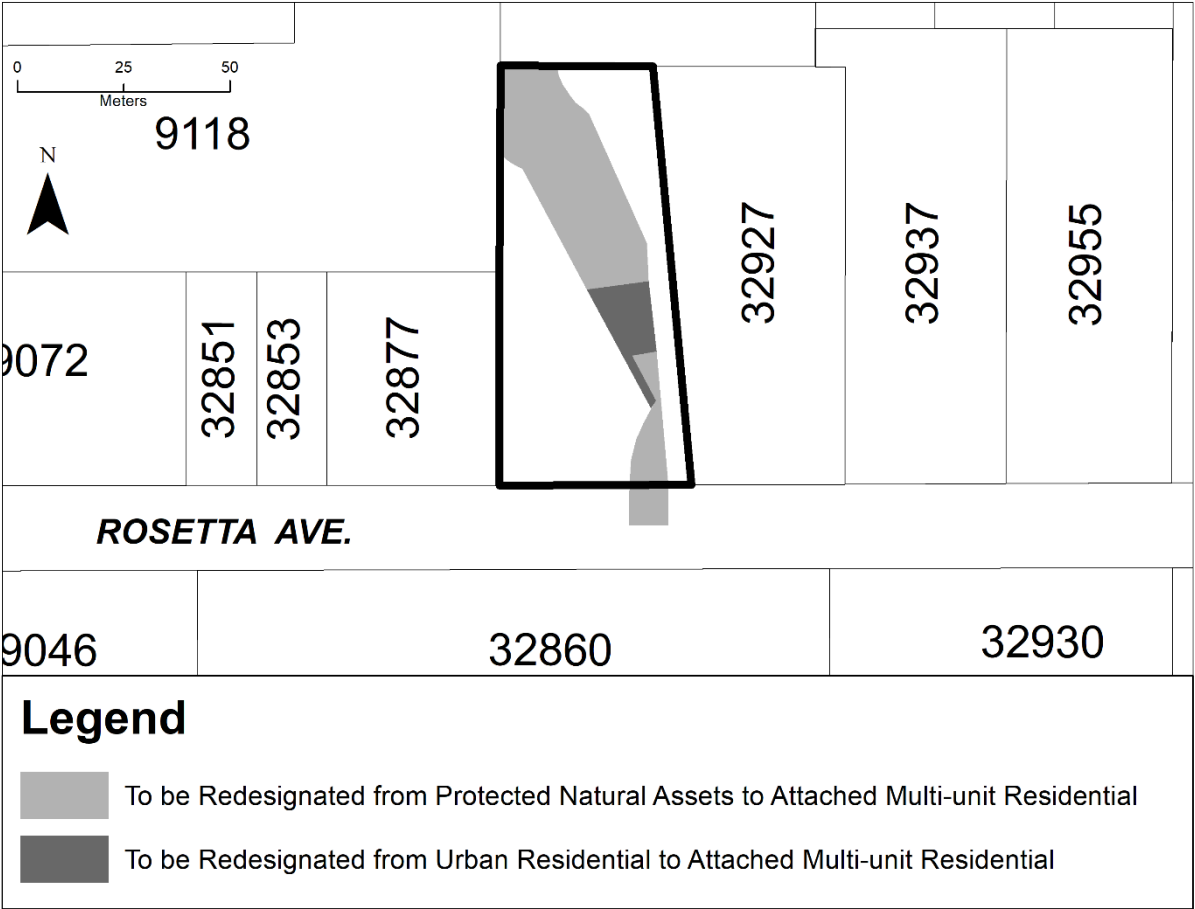 0 25 50
Meters
9118
N
32927
32937
32955
9072
32851
32853
32877
ROSETTA AVE.
9046
32860
32930
Legend
To be Redesignated from Protected Natural Assets to Attached Multi-unit Residential
To be Redesignated from Urban Residential to Attached Multi-unit Residential